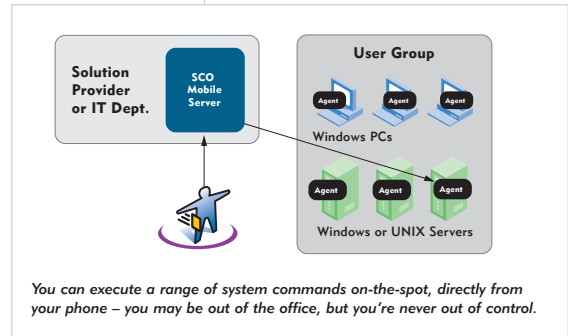 Solution
Provider
or IT Dept.
SCO
Mobile
Server
User Group
Agent
Agent
Agent
Windows PCs
Agent
Agent
Agent
Windows or UNIX Servers
You can execute a range of system commands on-the-spot, directly from
your phone – you may be out of the office, but you're never out of control.